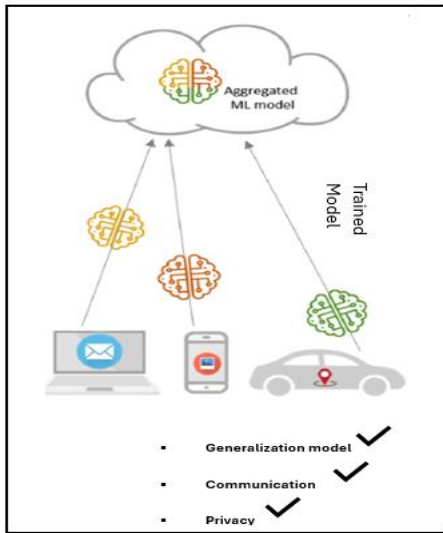 Aggregated
ML model
Trained
Model
Generalization model
Communication
Privacy